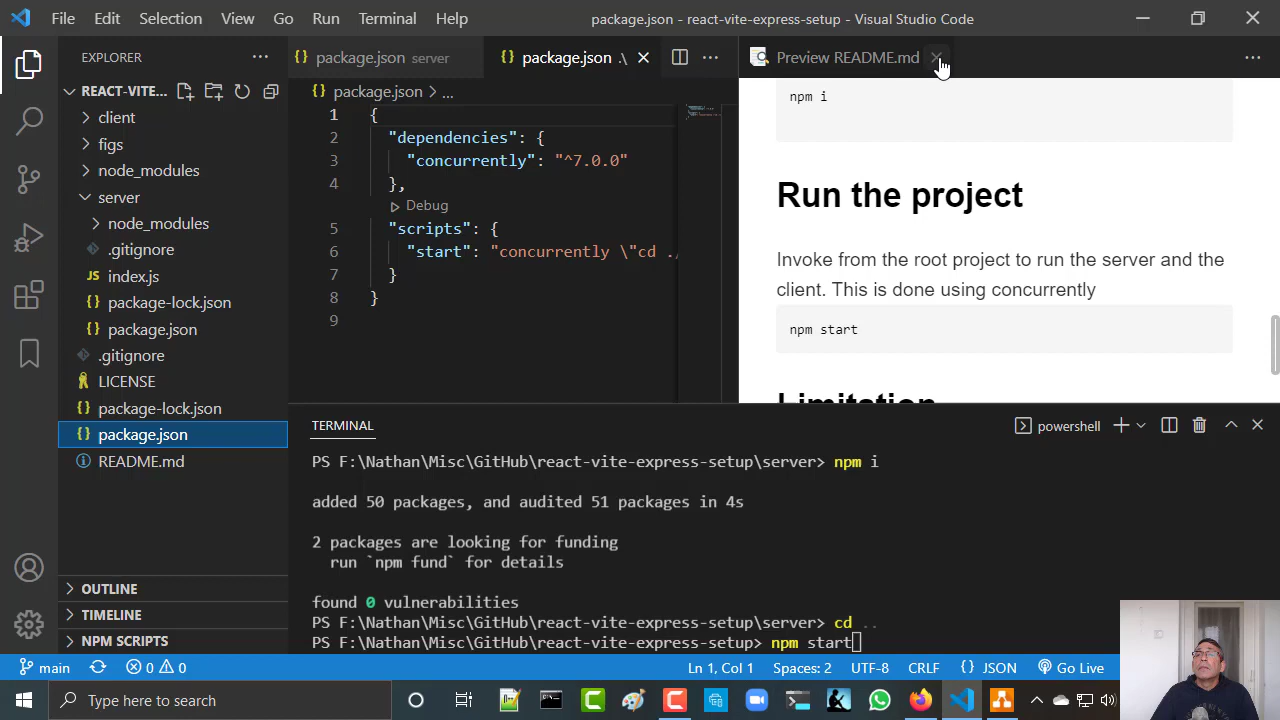 File Edit Selection View Go Run Terminal Help
package.json - react-vite-express-setup - Visual Studio Code
EXPLORER
REACT-VITE...
client
figs
node_modules
server
node_modules
.gitignore
JS index.js
package-lock.json
package.json
.gitignore
LICENSE
package-lock.json
package.json
README.md
OUTLINE
TIMELINE
NPM SCRIPTS
package.json server
package.json .\
package.json > ...
1 {
2 "dependencies": {
3 "concurrently": "^7.0.0"
4 },
Debug
5 "scripts": {
6 "start": "concurrently \"cd ./
7 }
8 }
9
Preview README.md
npm i
Run the project
Invoke from the root project to run the server and the
client. This is done using concurrently
npm start
Limitation
TERMINAL
powershell
PS F:\Nathan\Misc\GitHub\react-vite-express-setup\server> npm i
added 50 packages, and audited 51 packages in 4s
2 packages are looking for funding
run `npm fund` for details
found 0 vulnerabilities
PS F:\Nathan\Misc\GitHub\react-vite-express-setup\server> cd ..
PS F:\Nathan\Misc\GitHub\react-vite-express-setup> npm start
main 0 0 Ln 1, Col 1 Spaces: 2 UTF-8 CRLF {} JSON Go Live
Type here to search